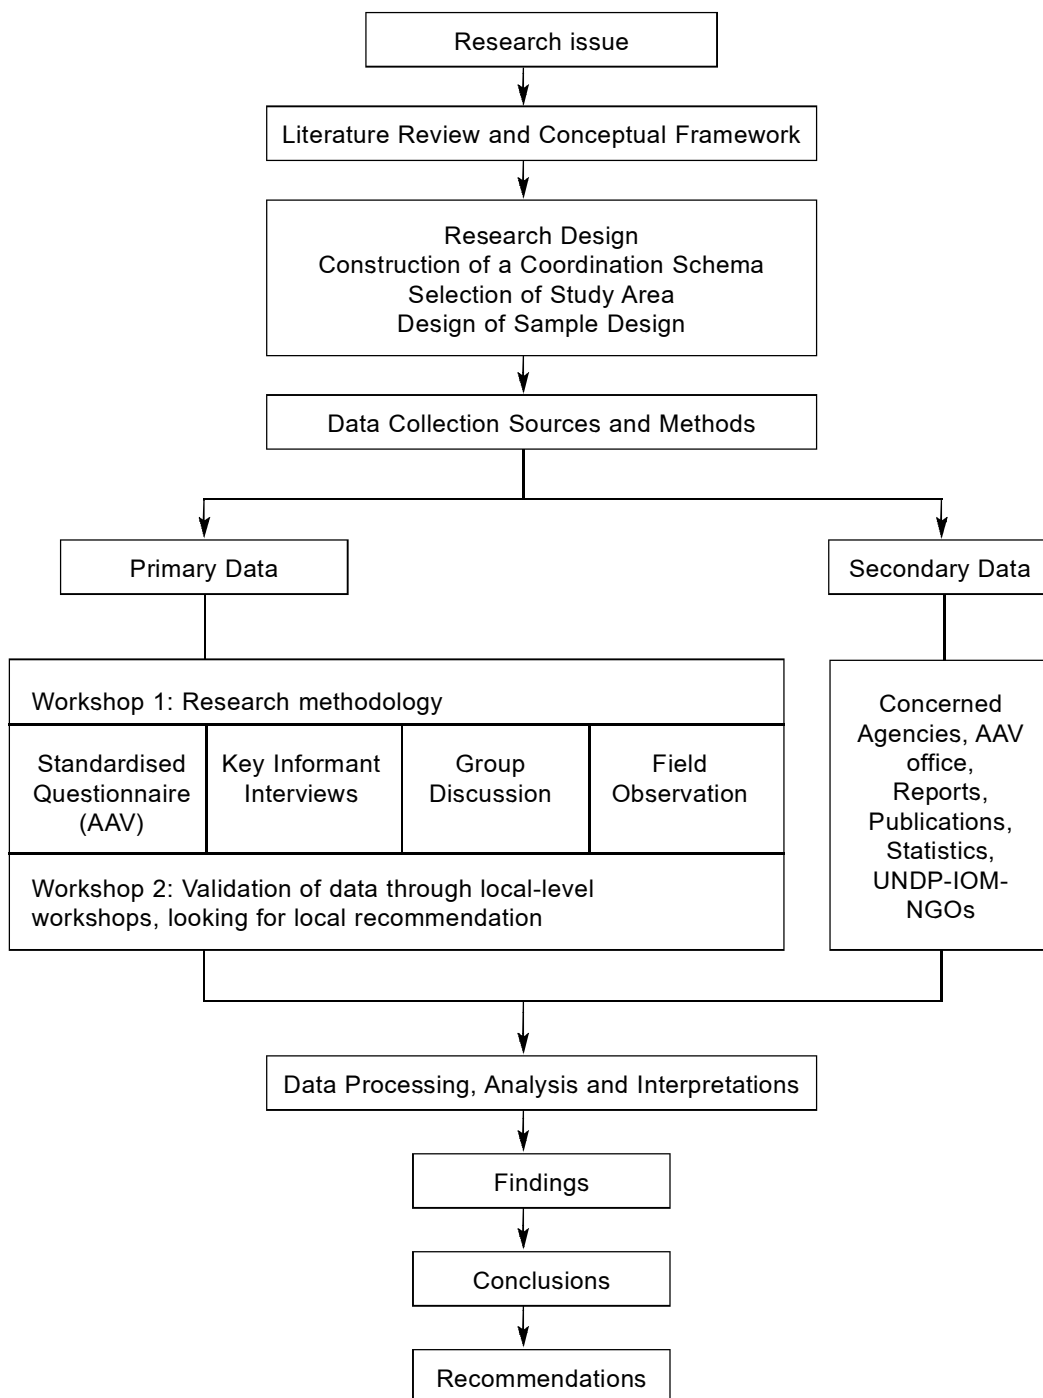 Research issue
Literature Review and Conceptual Framework
Research Design
Construction of a Coordination Schema
Selection of Study Area
Design of Sample Design
Data Collection Sources and Methods
Primary Data
Secondary Data
Workshop 1: Research methodology
Standardised
Questionnaire
(AAV)
Key Informant
Interviews
Group
Discussion
Field
Observation
Workshop 2: Validation of data through local-level
workshops, looking for local recommendation
Concerned
Agencies, AAV
office,
Reports,
Publications,
Statistics,
UNDP-IOM-
NGOs
Data Processing, Analysis and Interpretations
Findings
Conclusions
Recommendations